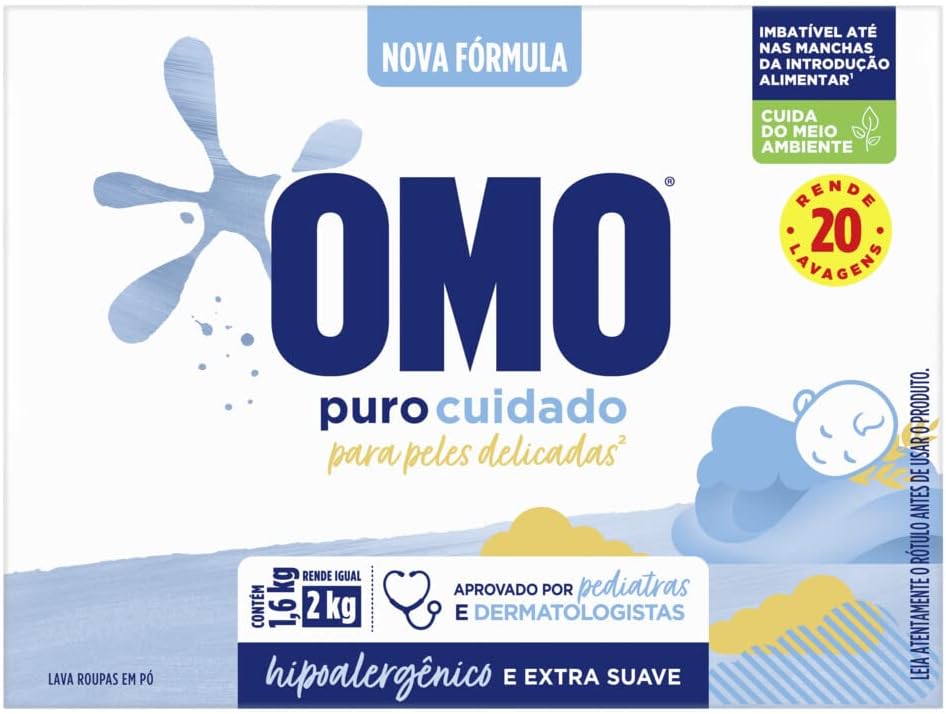 NOVA FÓRMULA
IMBATÍVEL ATÉ
NAS MANCHAS
DA INTRODUÇÃO
ALIMENTAR¹
CUIDA
DO MEIO
AMBIENTE
RENDE
20
LAVAGENS
OMO®
puro cuidado
para peles delicadas²
LEIA ATENTAMENTE O RÓTULO ANTES DE USAR O PRODUTO.
CONTÉM
1,6 kg
RENDE IGUAL
2 kg
APROVADO POR pediatras
E DERMATOLOGISTAS
hipoalergênico E EXTRA SUAVE
LAVA ROUPAS EM PÓ